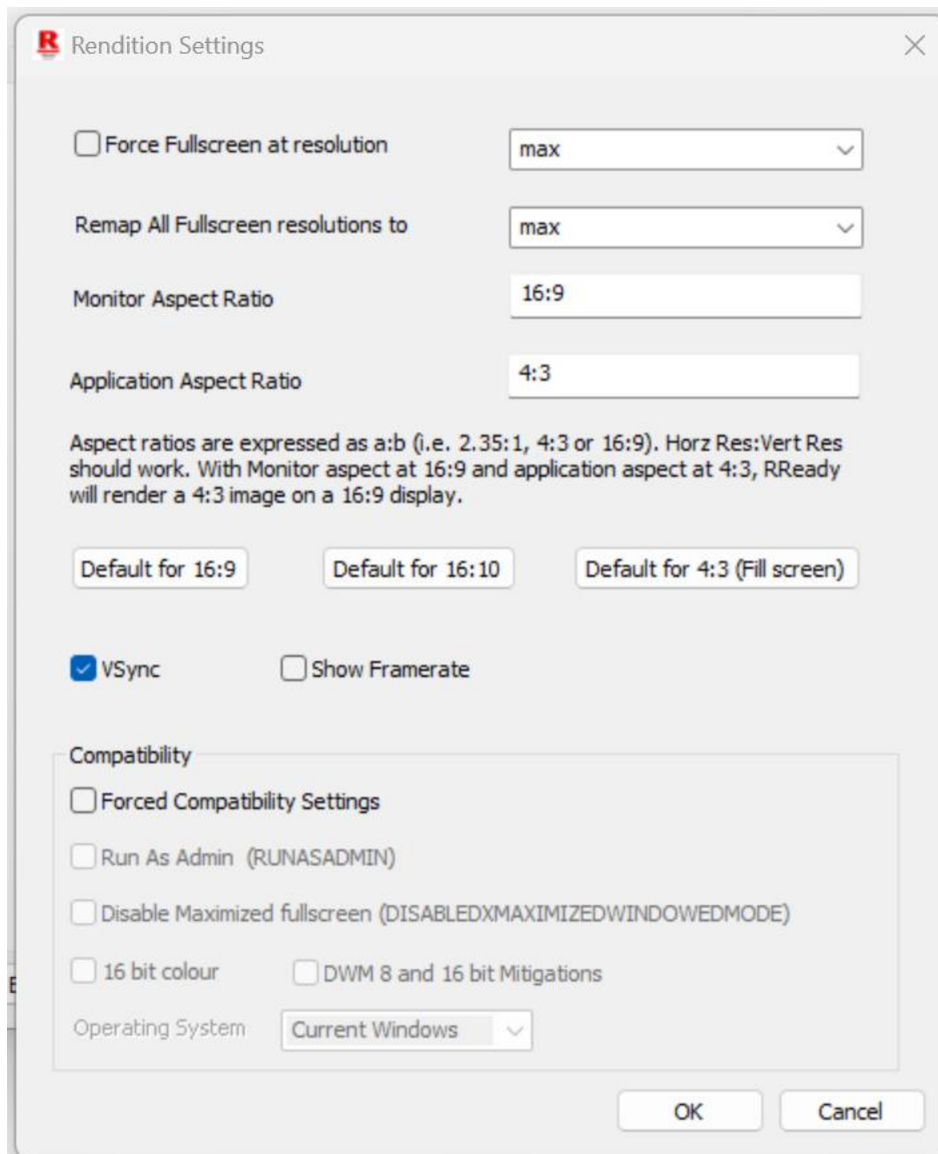 R Rendition Settings
Force Fullscreen at resolution max
Remap All Fullscreen resolutions to max
Monitor Aspect Ratio 16:9
Application Aspect Ratio 4:3
Aspect ratios are expressed as a:b (i.e. 2.35:1, 4:3 or 16:9). Horz Res:Vert Res
should work. With Monitor aspect at 16:9 and application aspect at 4:3, RReady
will render a 4:3 image on a 16:9 display.
Default for 16:9 Default for 16:10 Default for 4:3 (Fill screen)
VSync Show Framerate
Compatibility
Forced Compatibility Settings
Run As Admin (RUNASADMIN)
Disable Maximized fullscreen (DISABLEDXMAXIMIZEDWINDOWEDMODE)
16 bit colour DWM 8 and 16 bit Mitigations
Operating System Current Windows
OK Cancel